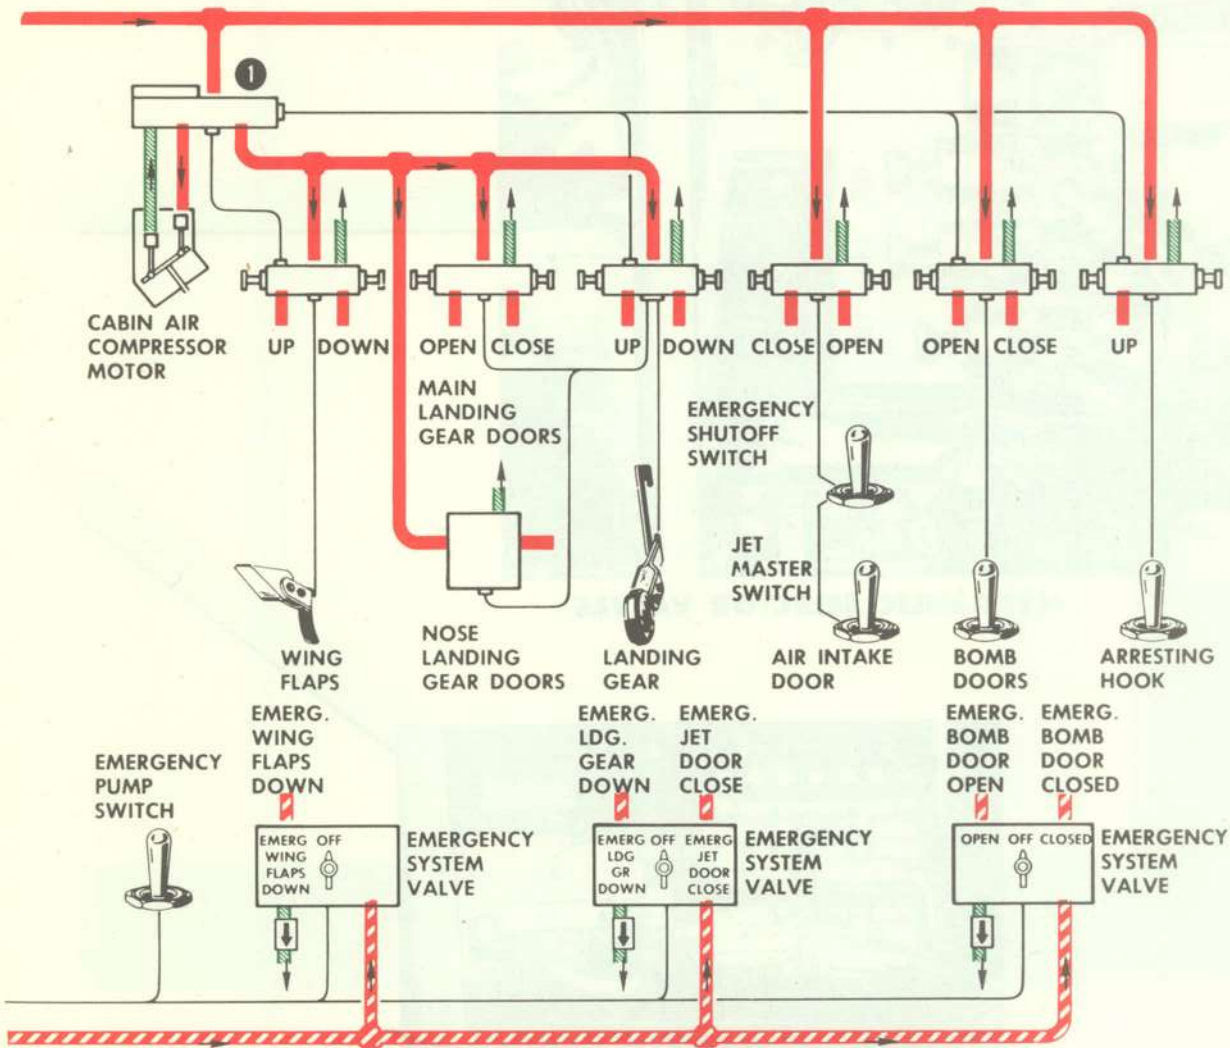 1
CABIN AIR
COMPRESSOR
MOTOR
UP DOWN
OPEN CLOSE
UP DOWN
CLOSE OPEN
OPEN CLOSE
UP
MAIN
LANDING
GEAR DOORS
EMERGENCY
SHUTOFF
SWITCH
JET
MASTER
SWITCH
WING
FLAPS
NOSE
LANDING
GEAR DOORS
LANDING
GEAR
AIR INTAKE
DOOR
BOMB
DOORS
ARRESTING
HOOK
EMERGENCY
PUMP
SWITCH
EMERG.
WING
FLAPS
DOWN
EMERG.
LDG.
GEAR
DOWN
EMERG.
JET
DOOR
CLOSE
EMERG.
BOMB
DOOR
OPEN
EMERG.
BOMB
DOOR
CLOSED
EMERG OFF
WING
FLAPS
DOWN
EMERGENCY
SYSTEM
VALVE
EMERG OFF EMERG
LDG JET
GR DOOR
DOWN CLOSE
EMERGENCY
SYSTEM
VALVE
OPEN OFF CLOSED
EMERGENCY
SYSTEM
VALVE